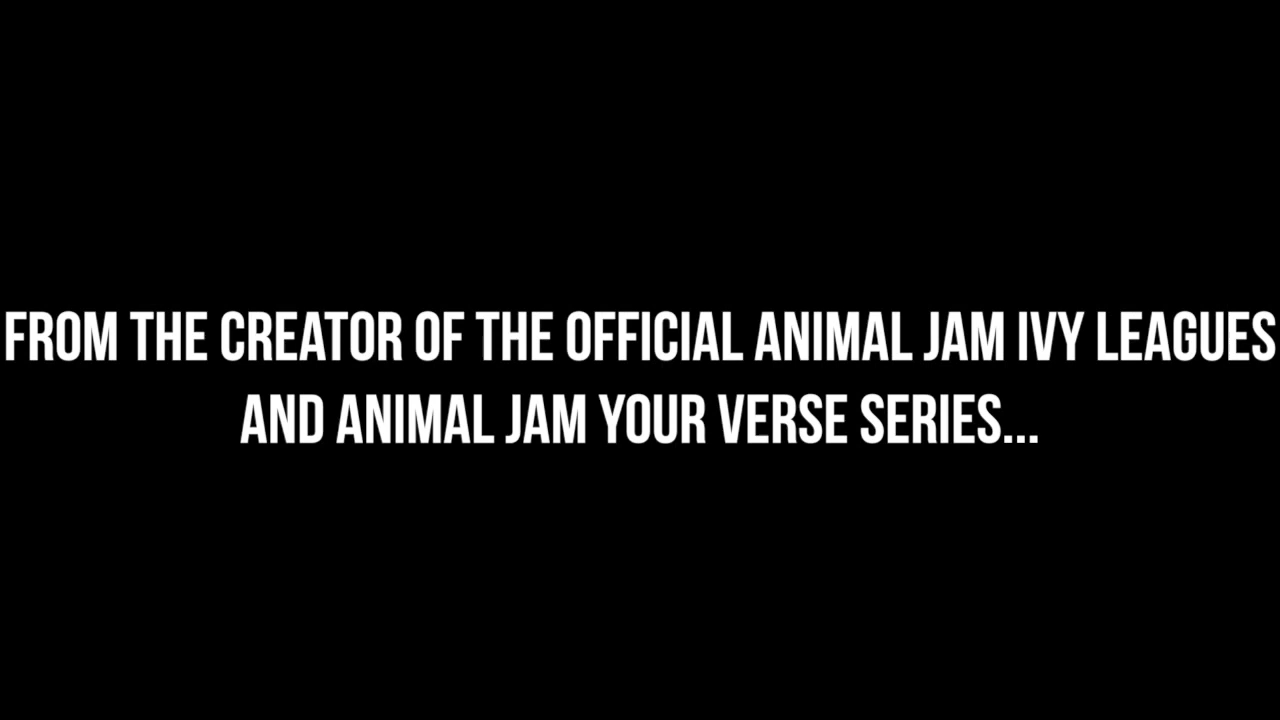 FROM THE CREATOR OF THE OFFICIAL ANIMAL JAM IVY LEAGUES
AND ANIMAL JAM YOUR VERSE SERIES...